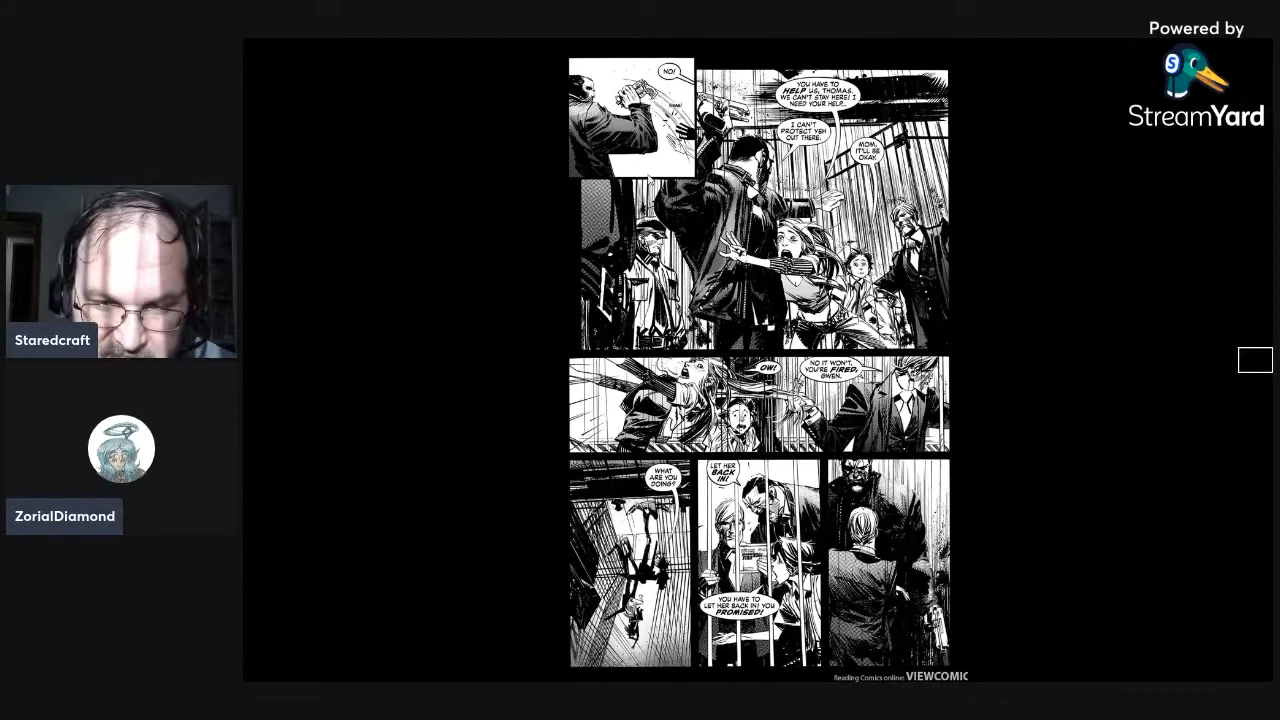 Powered by
StreamYard
NO!
YOU HAVE TO
HELP US, THOMAS.
WE CAN'T STAY HERE! I
NEED YOUR HELP...
I CAN'T
PROTECT YEH
OUT THERE.
MOM,
IT'LL BE
OKAY.
OW!
NO IT WON'T.
YOU'RE FIRED,
GWEN.
WHAT
ARE YOU
DOING?
LET HER
BACK
IN!
YOU HAVE TO
LET HER BACK IN! YOU
PROMISED!
Staredcraft
ZorialDiamond
Reading Comics online: VIEWCOMIC